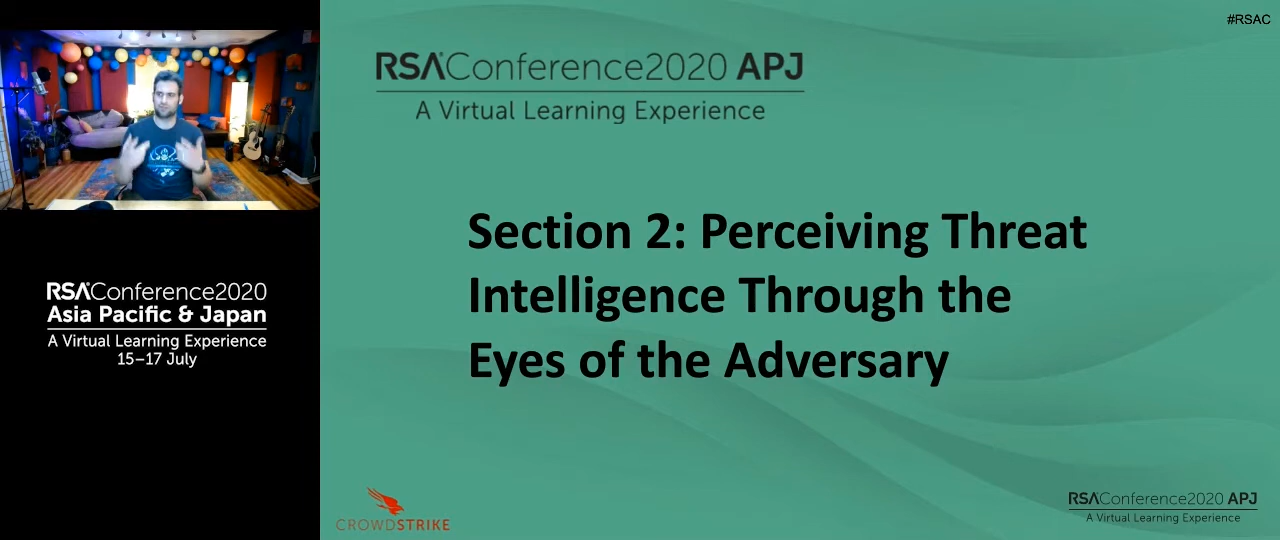 #RSAC
RSAConference2020 APJ
A Virtual Learning Experience
Section 2: Perceiving Threat
Intelligence Through the
Eyes of the Adversary
RSAConference2020
Asia Pacific & Japan
A Virtual Learning Experience
15–17 July
CROWDSTRIKE
RSAConference2020 APJ
A Virtual Learning Experience